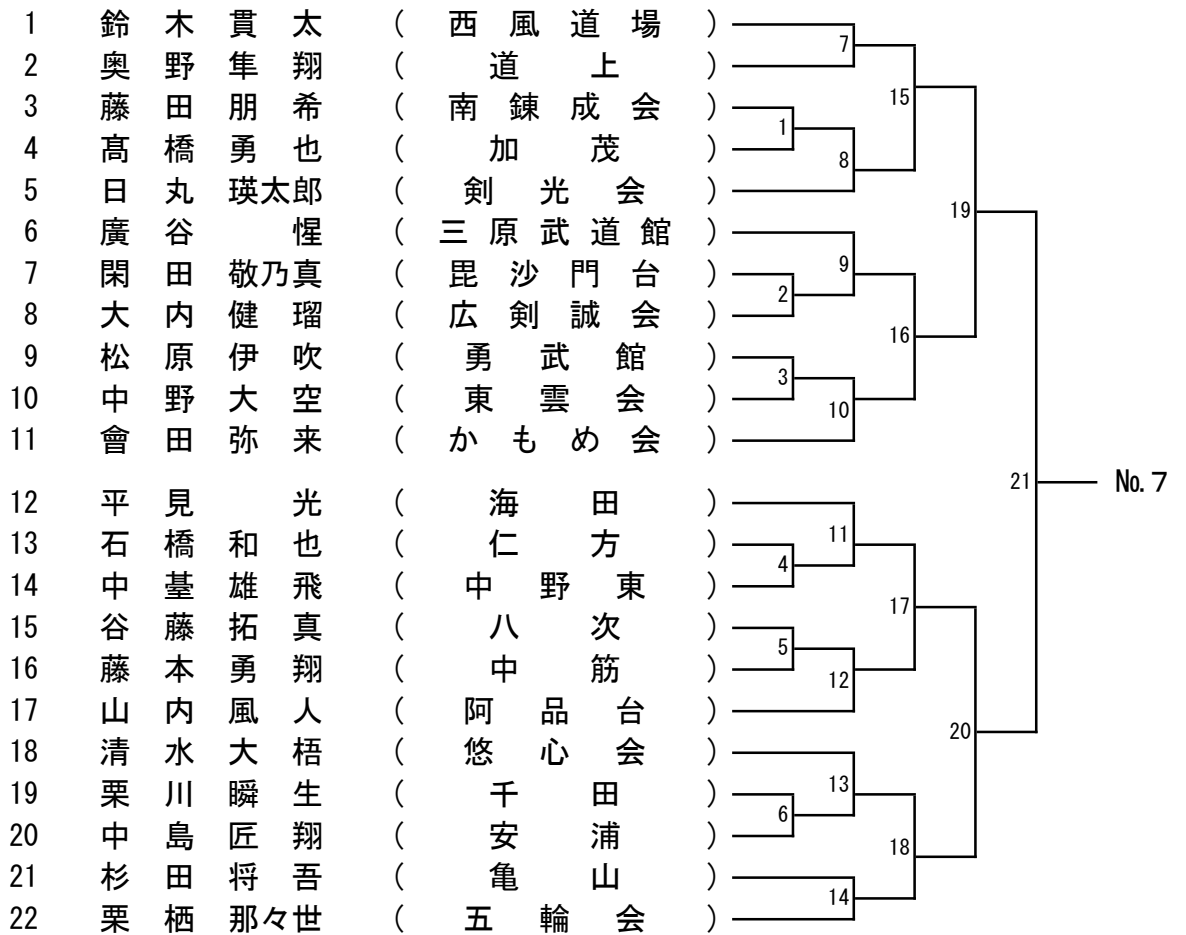 1 鈴木貫太 (西風道場) 7
2 奥野隼翔 (道上)
3 藤田朋希 (南錬成会) 15
1
4 髙橋勇也 (加茂) 8
5 日丸瑛太郎 (剣光会)
19
6 廣谷惺 (三原武道館)
7 閑田敬乃真 (毘沙門台) 9
2
8 大内健瑠 (広剣誠会) 16
9 松原伊吹 (勇武館) 3
10 中野大空 (東雲会) 10
11 會田弥来 (かもめ会)
21 No.7
12 平見光 (海田) 11
13 石橋和也 (仁方) 4
14 中墓雄飛 (中野東) 17
15 谷藤拓真 (八次) 5
16 藤本勇翔 (中筋) 12
17 山内風人 (阿品台)
20
18 清水大梧 (悠心会)
19 栗川瞬生 (千田) 13
6
20 中島匠翔 (安浦) 18
21 杉田将吾 (亀山) 14
22 栗栖那々世 (五輪会)